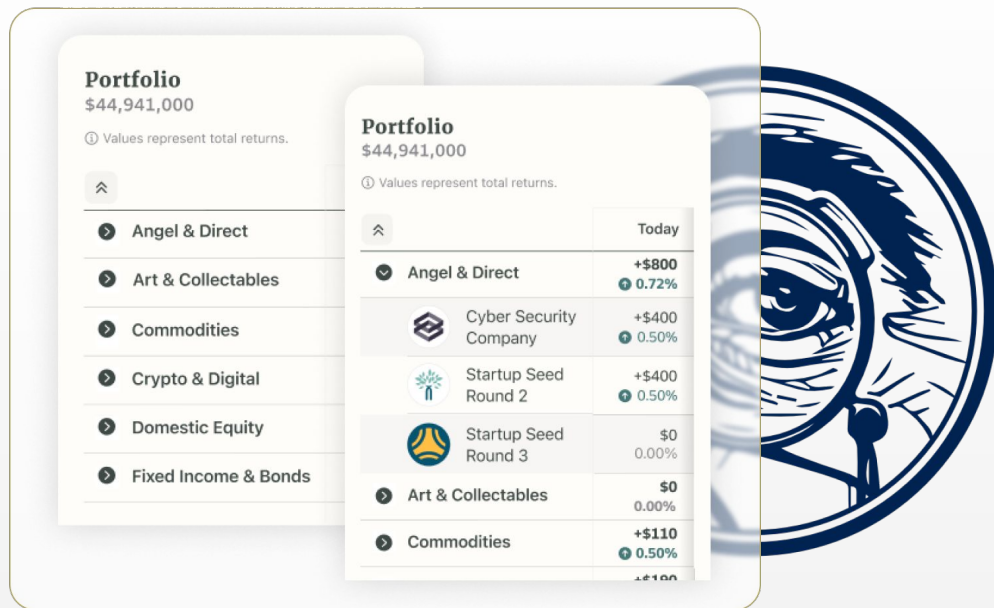 Portfolio
$44,941,000
Values represent total returns.
Angel & Direct
Art & Collectables
Commodities
Crypto & Digital
Domestic Equity
Fixed Income & Bonds
Portfolio
$44,941,000
Values represent total returns.
Today
Angel & Direct
+$800
0.72%
Cyber Security
Company
+$400
0.50%
Startup Seed
Round 2
+$400
0.50%
Startup Seed
Round 3
$0
0.00%
Art & Collectables
$0
0.00%
Commodities
+$110
0.50%
+$190